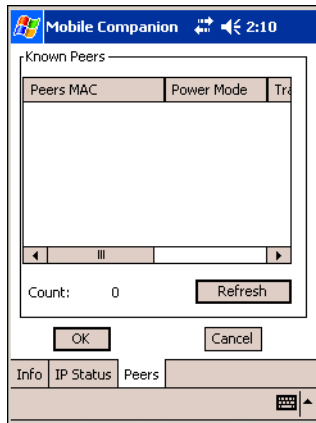 Mobile Companion 2:10
Known Peers
Peers MAC Power Mode Tra
Count: 0 Refresh
OK Cancel
Info IP Status Peers